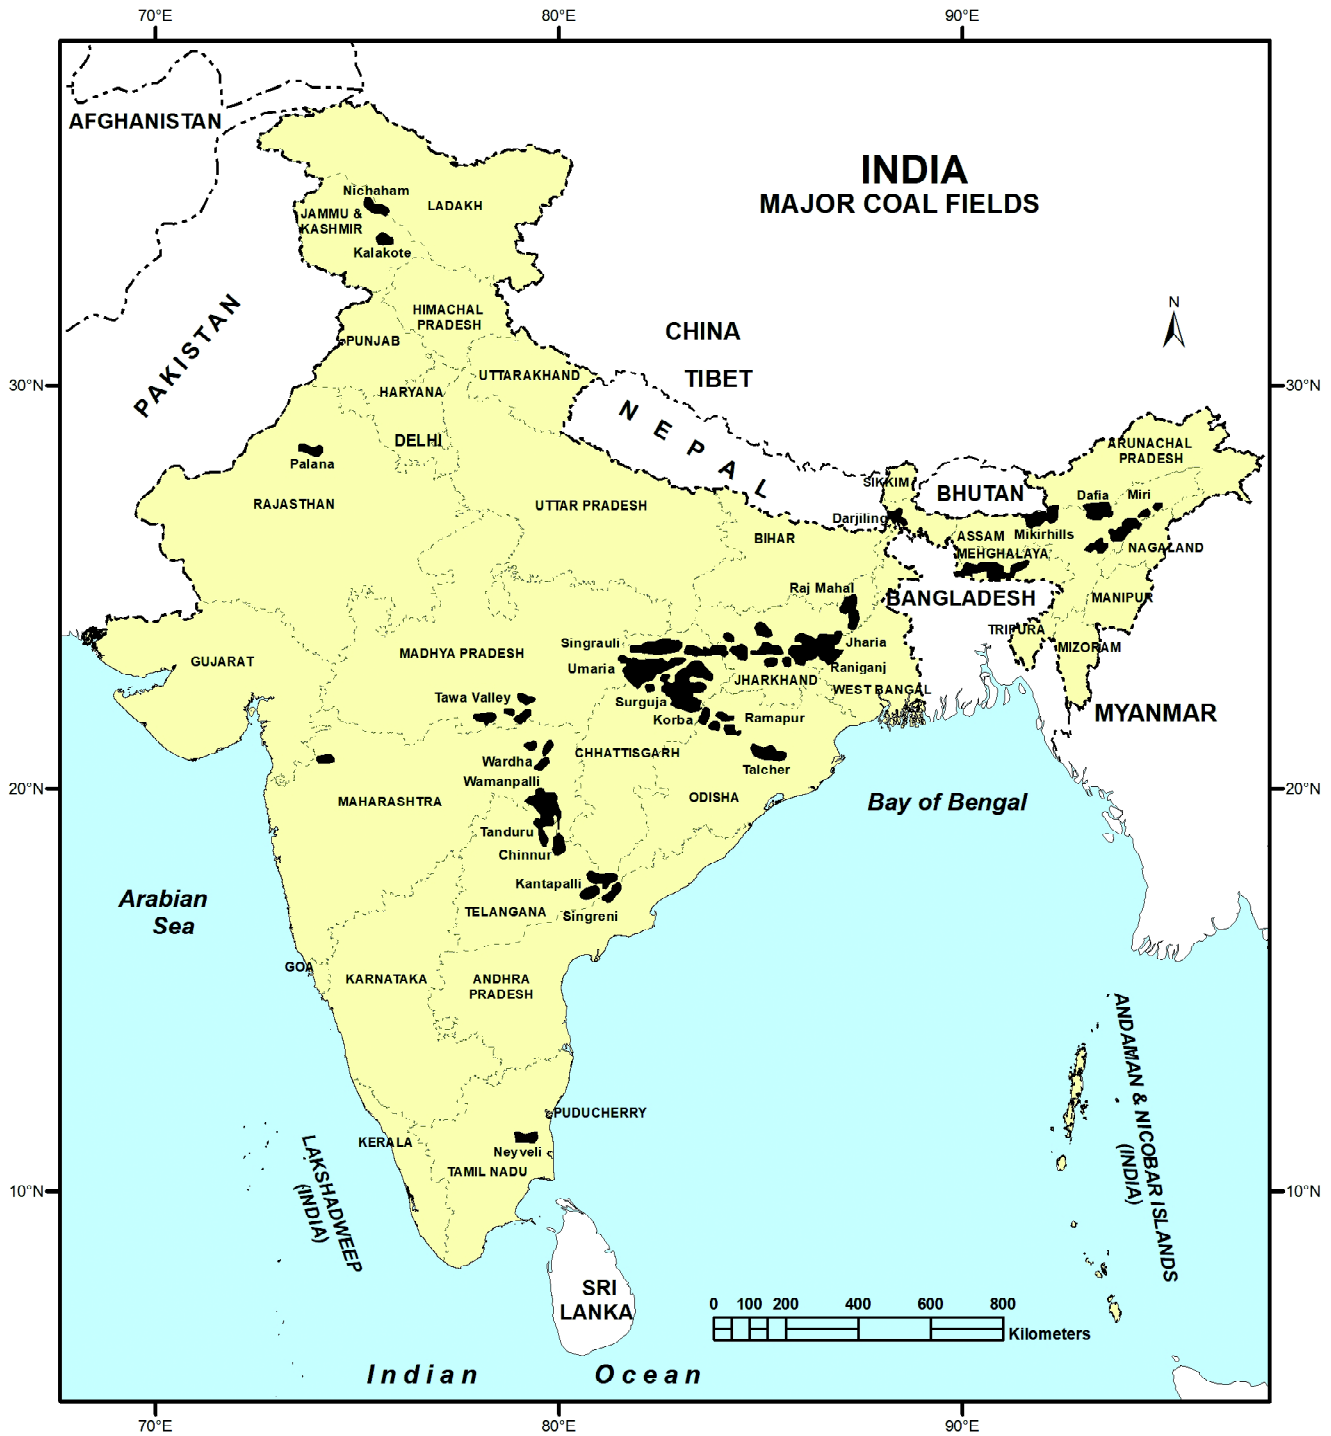 70°E
80°E
90°E
AFGHANISTAN
INDIA
MAJOR COAL FIELDS
Nichaham
LADAKH
JAMMU &
KASHMIR
Kalakote
N
PAKISTAN
HIMACHAL
PRADESH
CHINA
PUNJAB
TIBET
UTTARAKHAND
30°N
30°N
HARYANA
NEPAL
DELHI
ARUNACHAL
PRADESH
Palana
SIKKIM
BHUTAN
Dafia
Miri
RAJASTHAN
UTTAR PRADESH
Darjiling
ASSAM
Mikirhills
BIHAR
MEHGHALAYA
NAGALAND
Raj Mahal
BANGLADESH
MANIPUR
TRIPURA
Singrauli
Jharia
MIZORAM
GUJARAT
MADHYA PRADESH
Umaria
Raniganj
JHARKHAND
WEST BANGAL
Tawa Valley
Surguja
Korba
Ramapur
MYANMAR
CHHATTISGARH
Wardha
Talcher
Wamanpalli
20°N
20°N
MAHARASHTRA
ODISHA
Bay of Bengal
Tanduru
Chinnur
Kantapalli
Arabian
Sea
TELANGANA
Singreni
GOA
KARNATAKA
ANDHRA
PRADESH
ANDAMAN & NICOBAR ISLANDS
(INDIA)
PUDUCHERRY
KERALA
Neyveli
LAKSHADWEEP
(INDIA)
TAMIL NADU
10°N
10°N
SRI
LANKA
0 100 200 400 600 800
Kilometers
Indian Ocean
70°E
80°E
90°E